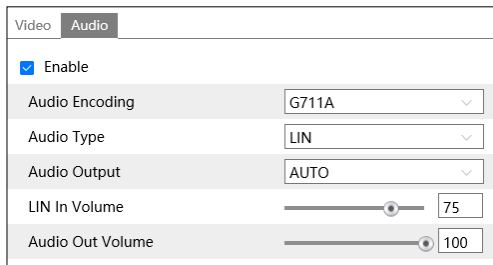 Video Audio
Enable
Audio Encoding G711A
Audio Type LIN
Audio Output AUTO
LIN In Volume 75
Audio Out Volume 100